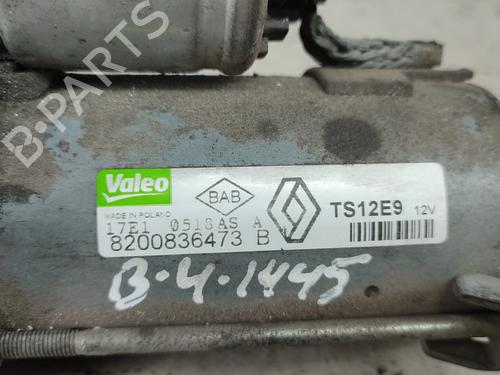 B-PARTS
Valeo
MADE IN POLAND
BAB
TS12E9 12V
17E1 0518AS A
8200836473 B
B-4-1445